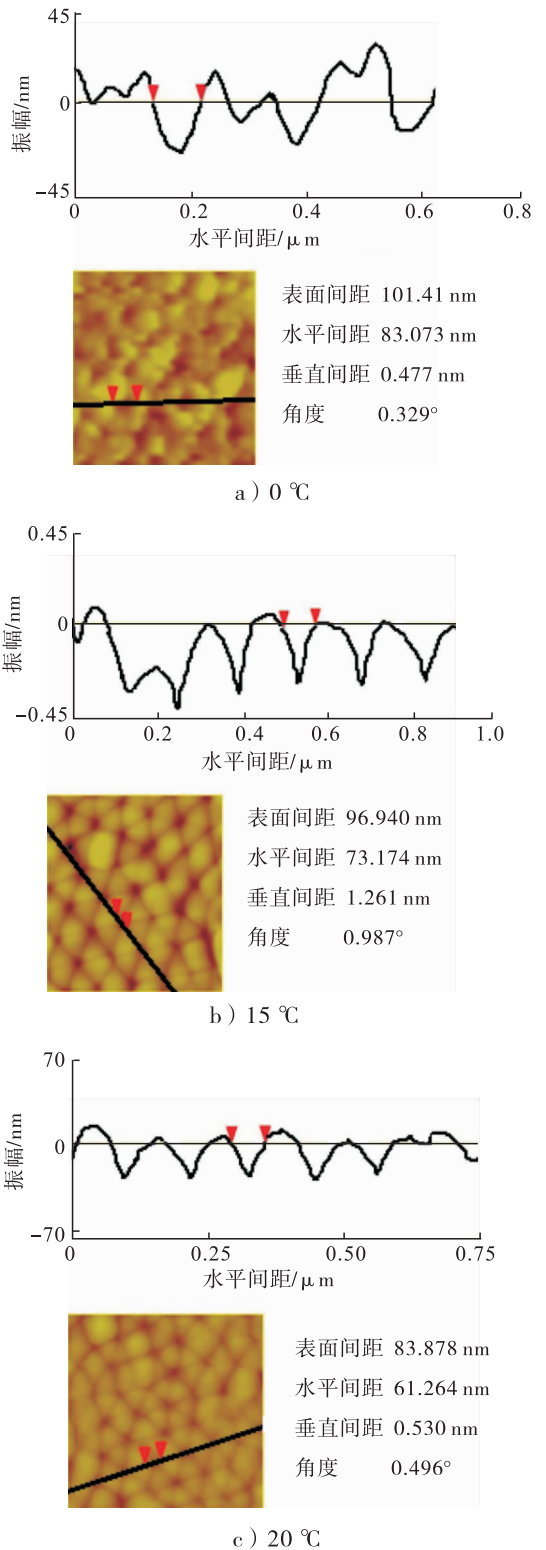 45
0
−45
振幅/nm
0 0.2 0.4 0.6 0.8
水平间距/μm
表面间距 101.41 nm
水平间距 83.073 nm
垂直间距 0.477 nm
角度 0.329°
a）0 ℃
0.45
0
−0.45
振幅/nm
0 0.2 0.4 0.6 0.8 1.0
水平间距/μm
表面间距 96.940 nm
水平间距 73.174 nm
垂直间距 1.261 nm
角度 0.987°
b）15 ℃
70
0
−70
振幅/nm
0 0.25 0.50 0.75
水平间距/μm
表面间距 83.878 nm
水平间距 61.264 nm
垂直间距 0.530 nm
角度 0.496°
c）20 ℃